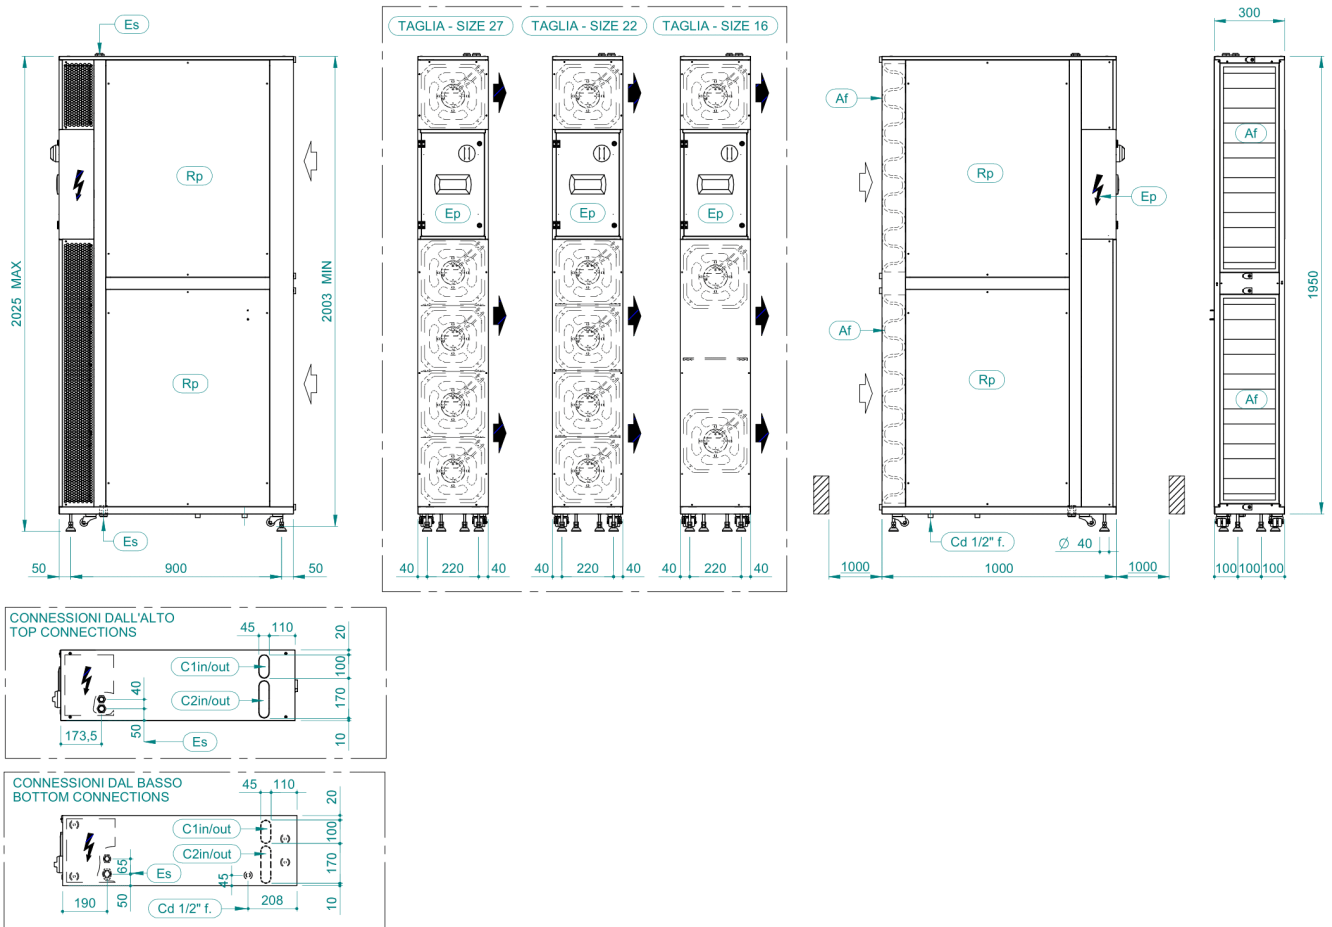 Es
2025 MAX
2003 MIN
Rp
Rp
Es
50
900
50
TAGLIA - SIZE 27
TAGLIA - SIZE 22
TAGLIA - SIZE 16
Ep
Ep
Ep
40
220
40
40
220
40
40
220
40
Af
Rp
Ep
Af
Rp
Cd 1/2" f.
Ø 40
1000
1000
1000
300
Af
Af
1950
100
100
100
CONNESSIONI DALL'ALTO
TOP CONNECTIONS
45
110
20
C1in/out
100
C2in/out
40
170
173,5
50
Es
10
CONNESSIONI DAL BASSO
BOTTOM CONNECTIONS
45
110
20
C1in/out
100
C2in/out
65
Es
170
45
190
50
Cd 1/2" f.
208
10